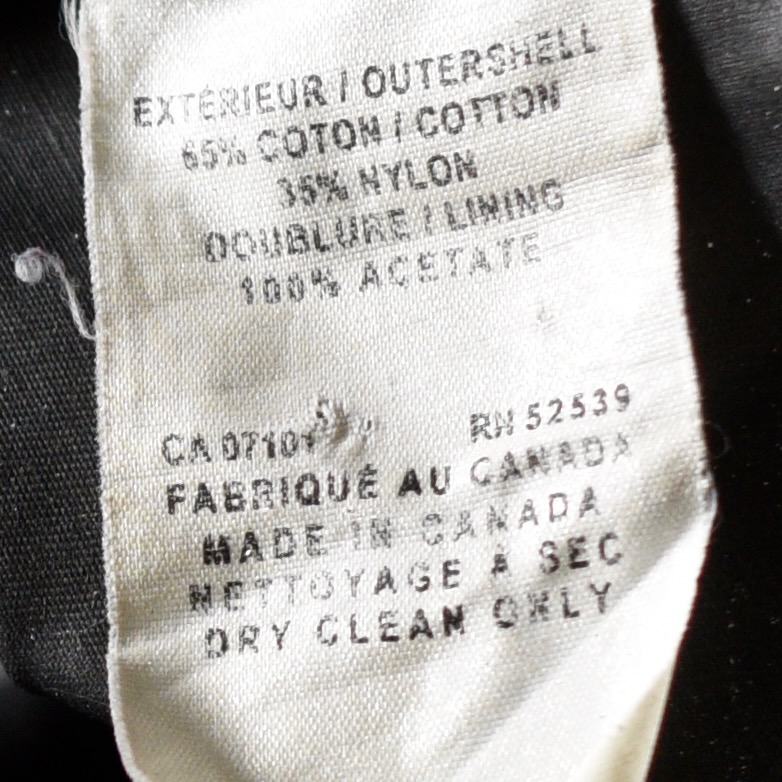 EXTÉRIEUR / OUTERSHELL
65% COTON / COTTON
35% NYLON
DOUBLURE / LINING
100% ACETATE
CA RN 52539
FABRIQUÉ AU CANADA
MADE IN CANADA
NETTOYAGE A SEC
DRY CLEAN ONLY